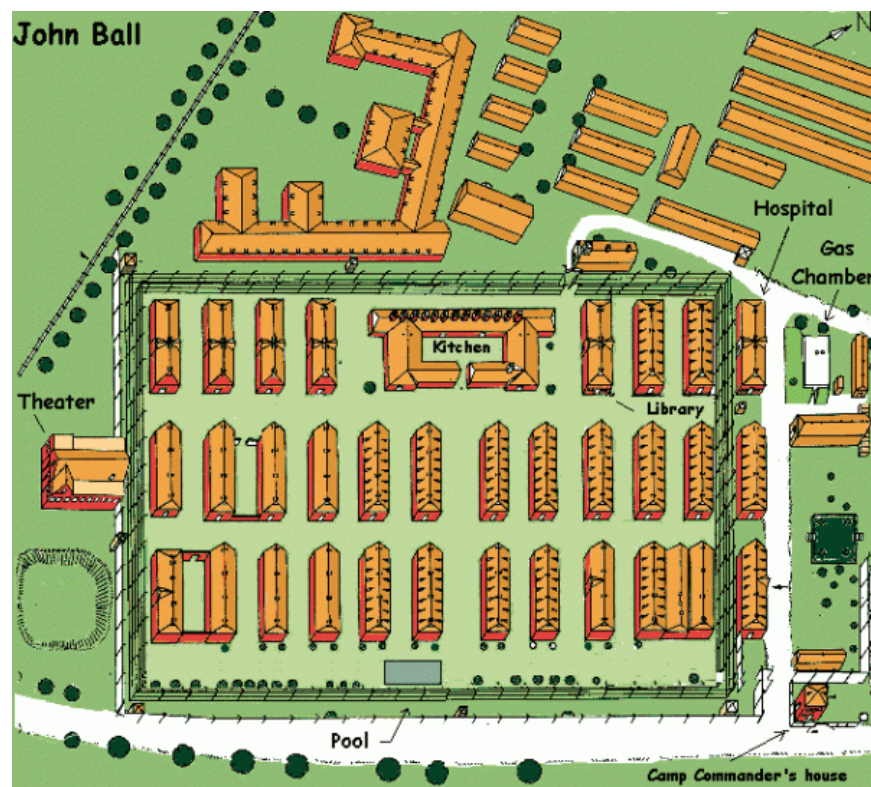 John Ball
N
Hospital
Gas
Chamber
Kitchen
Theater
Library
Pool
Camp Commander's house